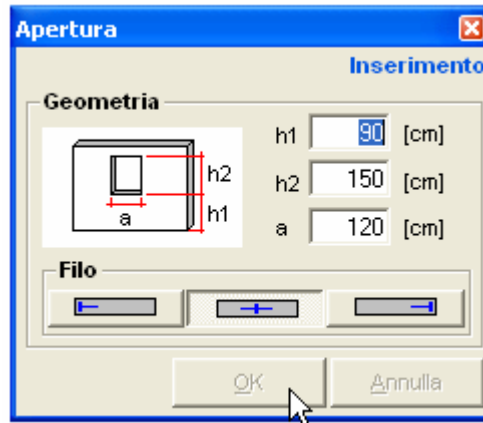 Apertura
Inserimento
Geometria
h2
h1
a
h1 90 [cm]
h2 150 [cm]
a 120 [cm]
Filo
OK Annulla